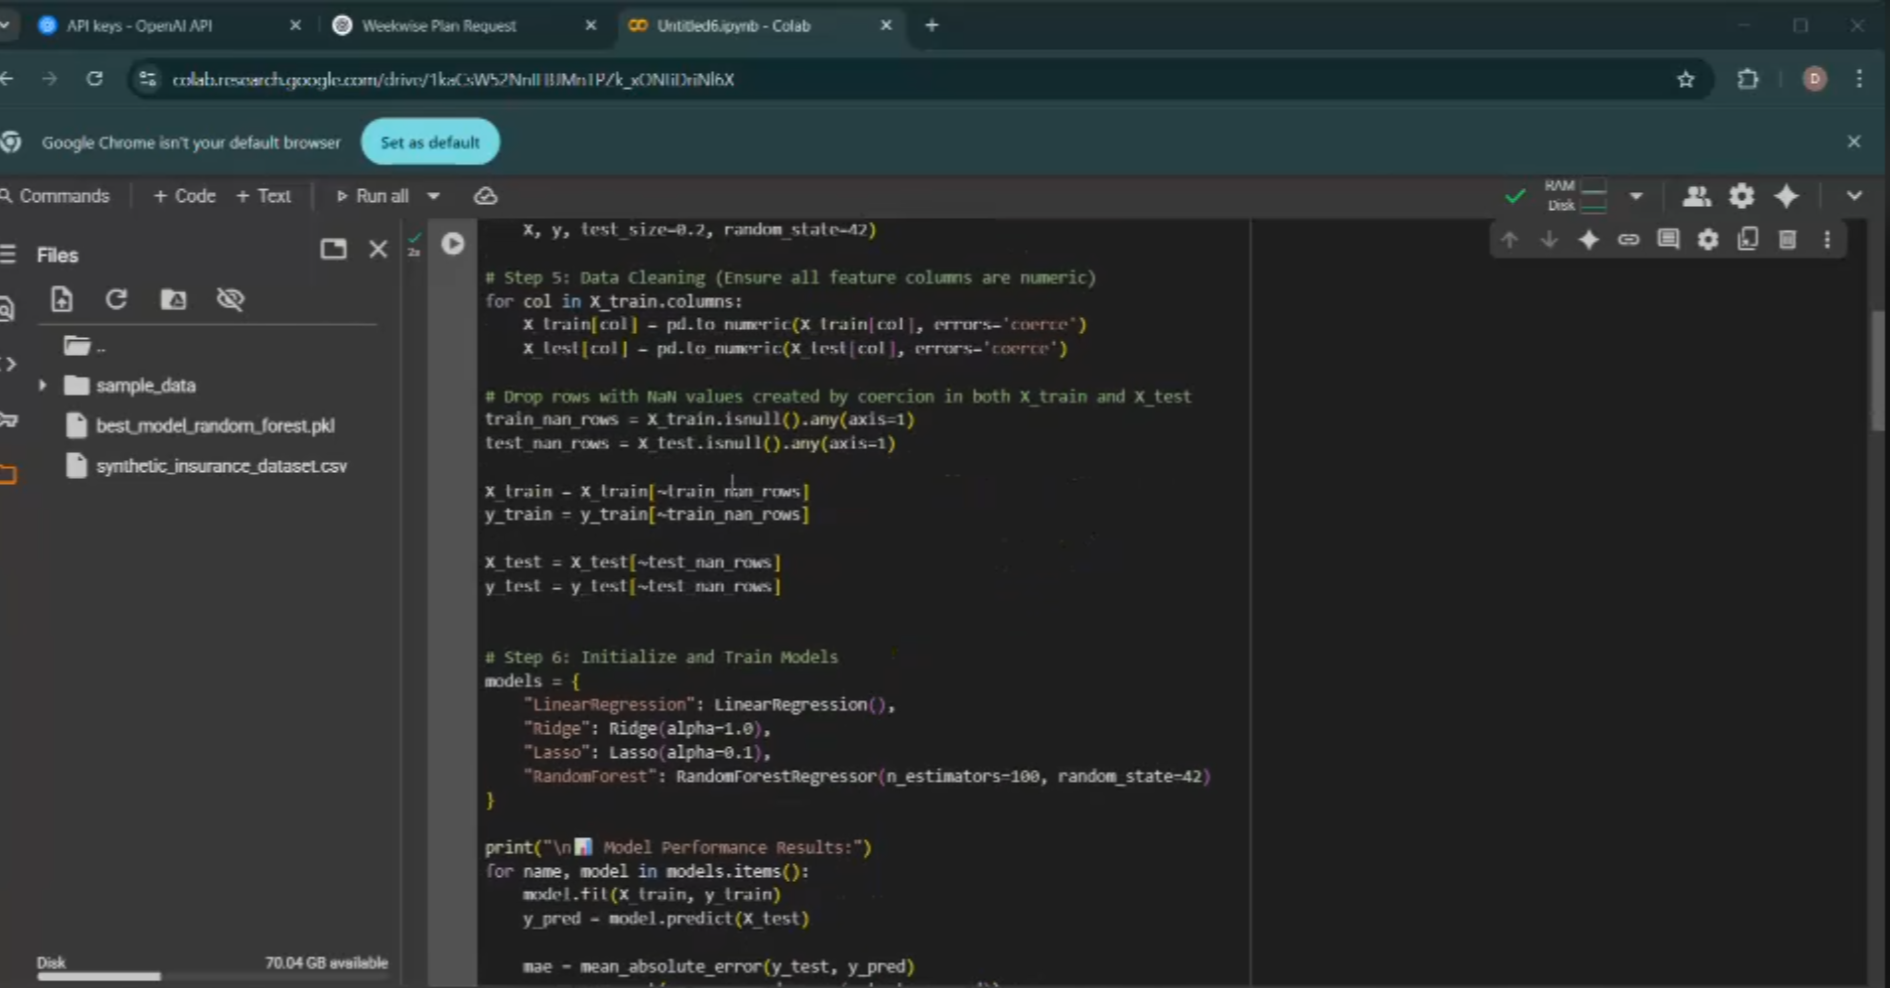 API keys - OpenAI API
Weekwise Plan Request
Untitled6.ipynb - Colab
Google Chrome isn't your default browser
Set as default
D
Commands
+ Code
+ Text
Run all
RAM
Disk
Files
..
sample_data
best_model_random_forest.pkl
synthetic_insurance_dataset.csv
Disk
70.04 GB available
2s
X, y, test_size=0.2, random_state=42)
# Step 5: Data Cleaning (Ensure all feature columns are numeric)
for col in X_train.columns:
X_train[col] = pd.to_numeric(X_train[col], errors='coerce')
X_test[col] = pd.to_numeric(X_test[col], errors='coerce')
# Drop rows with NaN values created by coercion in both X_train and X_test
train_nan_rows = X_train.isnull().any(axis=1)
test_nan_rows = X_test.isnull().any(axis=1)
X_train = X_train[~train_nan_rows]
y_train = y_train[~train_nan_rows]
X_test = X_test[~test_nan_rows]
y_test = y_test[~test_nan_rows]
# Step 6: Initialize and Train Models
models = {
"LinearRegression": LinearRegression(),
"Ridge": Ridge(alpha=1.0),
"Lasso": Lasso(alpha=0.1),
"RandomForest": RandomForestRegressor(n_estimators=100, random_state=42)
}
print("\n📊 Model Performance Results:")
for name, model in models.items():
model.fit(X_train, y_train)
y_pred = model.predict(X_test)
mae = mean_absolute_error(y_test, y_pred)